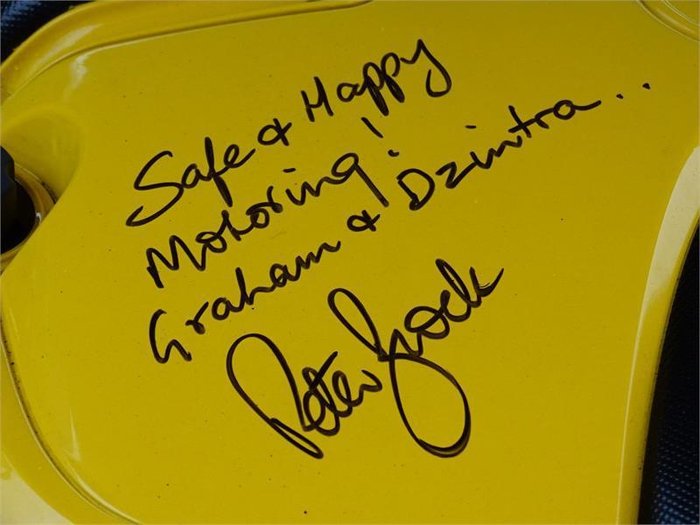 Safe & Happy
Motoring!
Graham & Dzintra..
Peter Brock